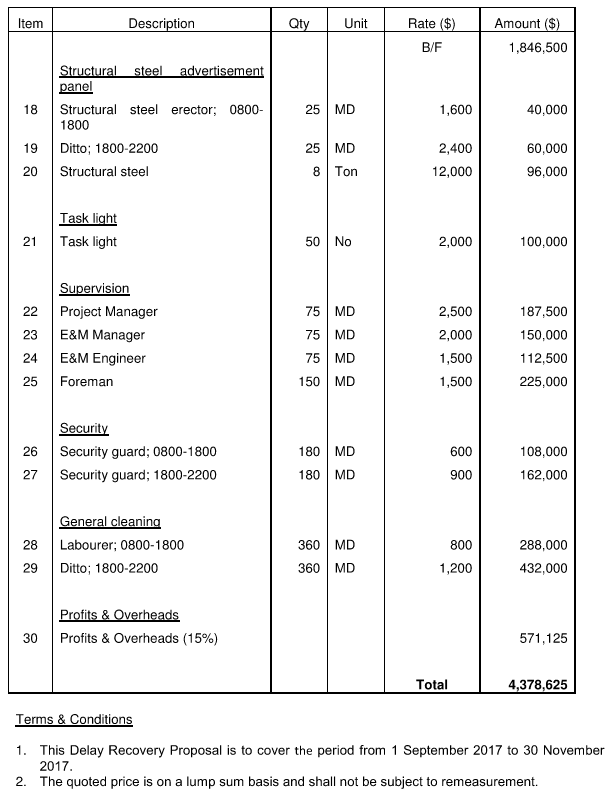 Item Description Qty Unit Rate ($) Amount ($)
B/F 1,846,500
Structural steel advertisement
panel
18 Structural steel erector; 0800- 25 MD 1,600 40,000
1800
19 Ditto; 1800-2200 25 MD 2,400 60,000
20 Structural steel 8 Ton 12,000 96,000
Task light
21 Task light 50 No 2,000 100,000
Supervision
22 Project Manager 75 MD 2,500 187,500
23 E&M Manager 75 MD 2,000 150,000
24 E&M Engineer 75 MD 1,500 112,500
25 Foreman 150 MD 1,500 225,000
Security
26 Security guard; 0800-1800 180 MD 600 108,000
27 Security guard; 1800-2200 180 MD 900 162,000
General cleaning
28 Labourer; 0800-1800 360 MD 800 288,000
29 Ditto; 1800-2200 360 MD 1,200 432,000
Profits & Overheads
30 Profits & Overheads (15%) 571,125
Total 4,378,625
Terms & Conditions
1. This Delay Recovery Proposal is to cover the period from 1 September 2017 to 30 November
2017.
2. The quoted price is on a lump sum basis and shall not be subject to remeasurement.